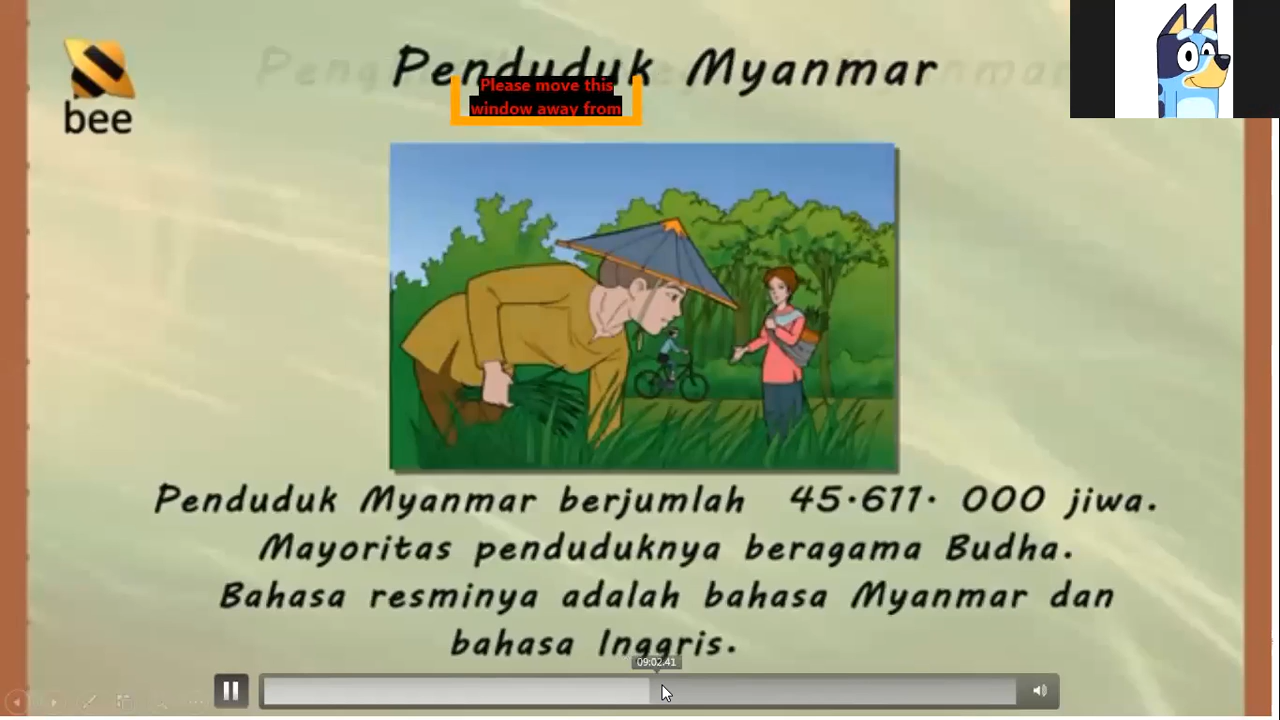 Penduduk Myanmar
bee
Please move this
window away from
Penduduk Myanmar berjumlah 45.611. 000 jiwa.
Mayoritas penduduknya beragama Budha.
Bahasa resminya adalah bahasa Myanmar dan
bahasa Inggris.
09:02.41